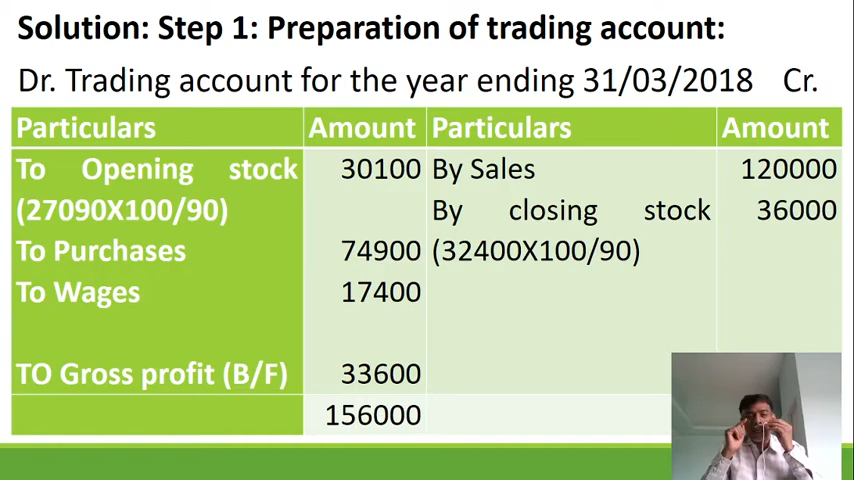 Solution: Step 1: Preparation of trading account:
Dr. Trading account for the year ending 31/03/2018 Cr.
Particulars Amount Particulars Amount
To Opening stock 30100 By Sales 120000
(27090X100/90) By closing stock 36000
To Purchases 74900 (32400X100/90)
To Wages 17400
TO Gross profit (B/F) 33600
156000